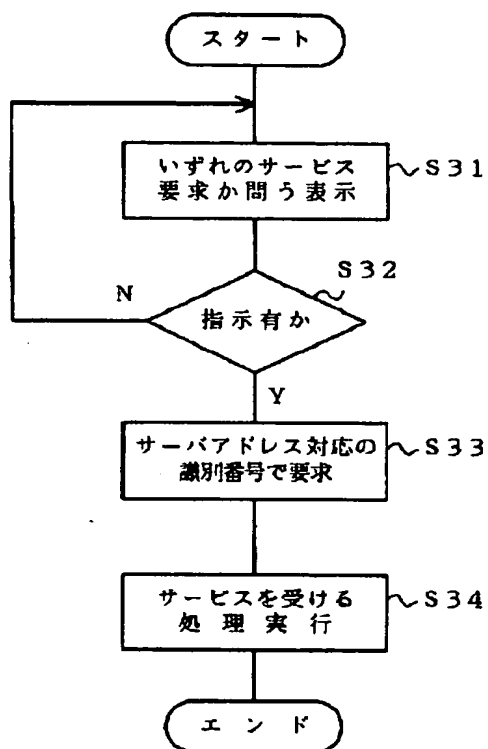 スタート
いずれのサービス
要求か問う表示
S31
S32
N
指示有か
Y
サーバアドレス対応の
識別番号で要求
S33
サービスを受ける
処理実行
S34
エンド